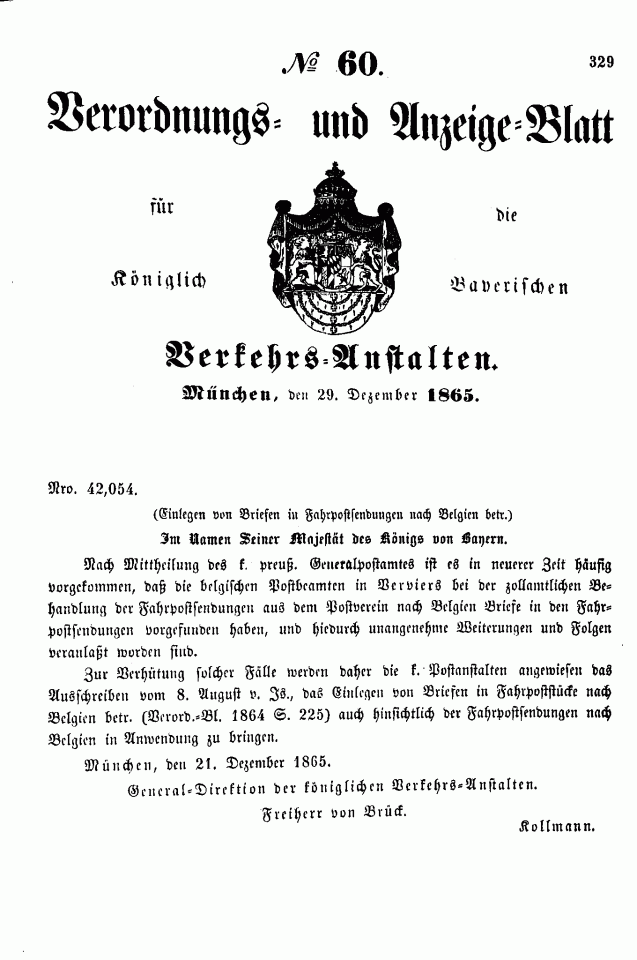 № 60.
329
Verordnungs- und Anzeige-Blatt
für die
Königlich Bayerischen
Verkehrs-Anstalten.
München, den 29. Dezember 1865.
Nro. 42,054.
(Einlegen von Briefen in Fahrpostsendungen nach Belgien betr.)
Im Namen Seiner Majestät des Königs von Bayern.
Nach Mittheilung des k. preuß. Generalpostamtes ist es in neuerer Zeit häufig
vorgekommen, daß die belgischen Postbeamten in Verviers bei der zollamtlichen Be-
handlung der Fahrpostsendungen aus dem Postverein nach Belgien Briefe in den Fahr-
postsendungen vorgefunden haben, und hiedurch unangenehme Weiterungen und Folgen
veranlaßt worden sind.
Zur Verhütung solcher Fälle werden daher die k. Postanstalten angewiesen das
Ausschreiben vom 8. August v. Js., das Einlegen von Briefen in Fahrpoststücke nach
Belgien betr. (Verord.-Bl. 1864 S. 225) auch hinsichtlich der Fahrpostsendungen nach
Belgien in Anwendung zu bringen.
München, den 21. Dezember 1865.
General-Direktion der königlichen Verkehrs-Anstalten.
Freiherr von Brück.
Kollmann.